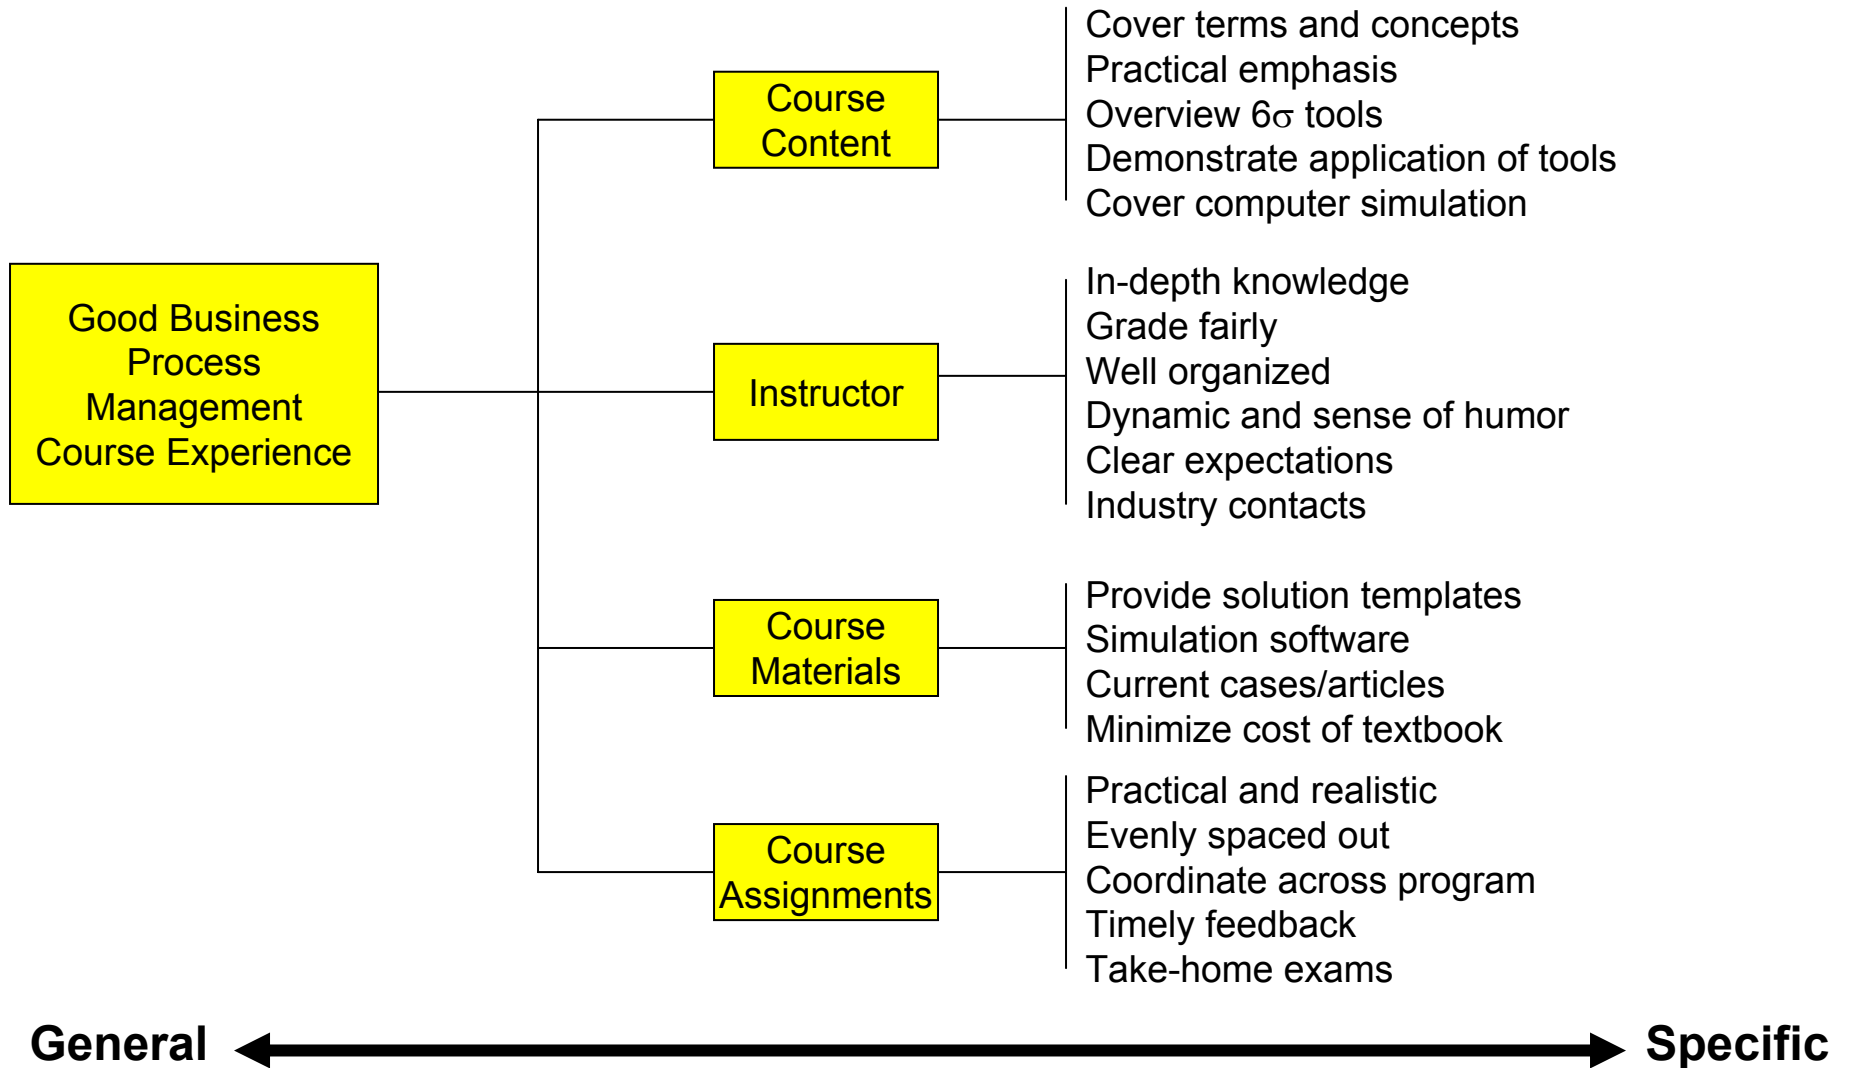 Good Business
Process
Management
Course Experience
Course
Content
Cover terms and concepts
Practical emphasis
Overview 6σ tools
Demonstrate application of tools
Cover computer simulation
Instructor
In-depth knowledge
Grade fairly
Well organized
Dynamic and sense of humor
Clear expectations
Industry contacts
Course
Materials
Provide solution templates
Simulation software
Current cases/articles
Minimize cost of textbook
Course
Assignments
Practical and realistic
Evenly spaced out
Coordinate across program
Timely feedback
Take-home exams
General
Specific